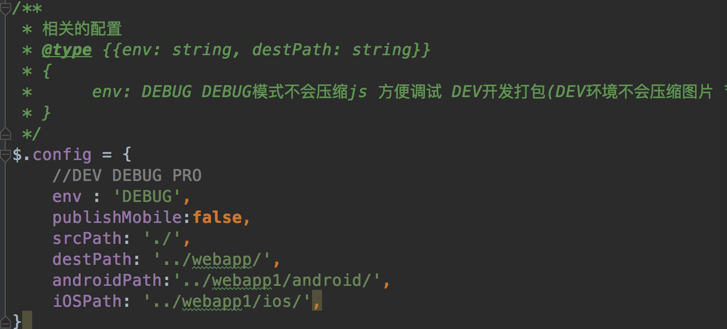 /**
 * 相关的配置
 * @type {{env: string, destPath: string}}
 * {
 *      env: DEBUG DEBUG模式不会压缩js 方便调试 DEV开发打包(DEV环境不会压缩图片
 * }
 */
$.config = {
    //DEV DEBUG PRO
    env : 'DEBUG',
    publishMobile:false,
    srcPath: './',
    destPath: '../webapp/',
    androidPath:'../webapp1/android/',
    iOSPath: '../webapp1/ios/',
}